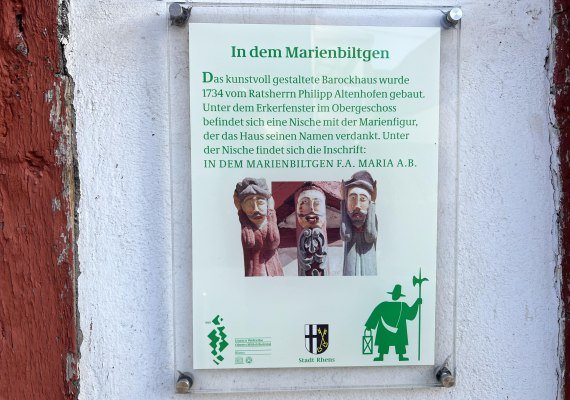 In dem Marienbiltgen
Das kunstvoll gestaltete Barockhaus wurde
1734 vom Ratsherrn Philipp Altenhofen gebaut.
Unter dem Erkerfenster im Obergeschoss
befindet sich eine Nische mit der Marienfigur,
der das Haus seinen Namen verdankt. Unter
der Nische findet sich die Inschrift:
IN DEM MARIENBILTGEN F.A. MARIA A.B.
Stadt Rhens